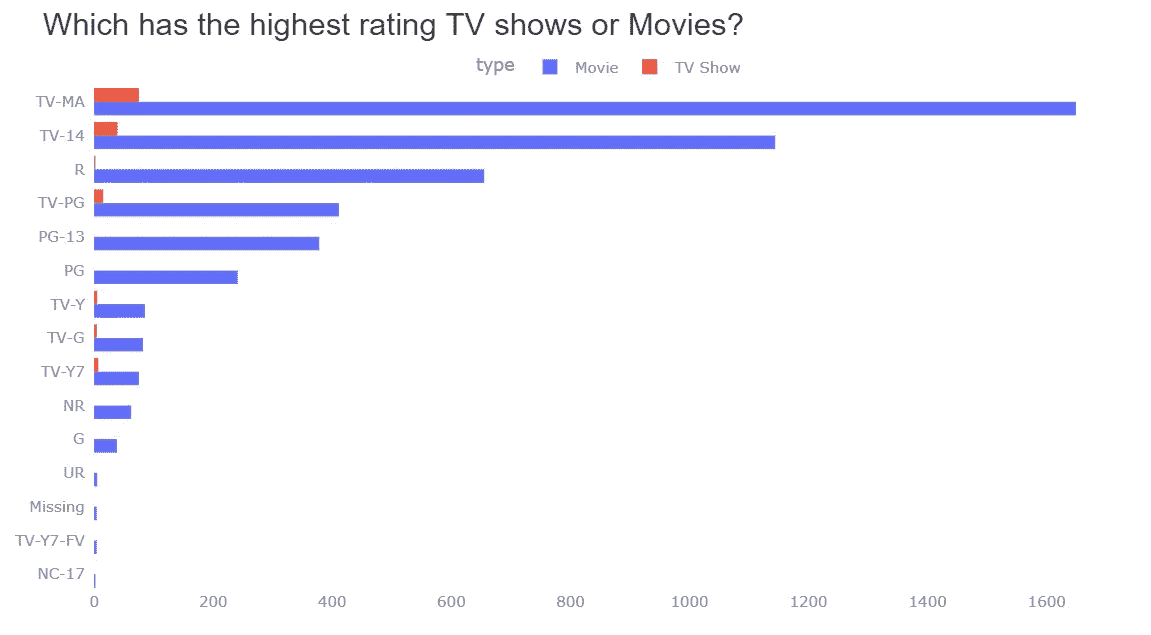 Which has the highest rating TV shows or Movies?
type Movie TV Show
TV-MA
TV-14
R
TV-PG
PG-13
PG
TV-Y
TV-G
TV-Y7
NR
G
UR
Missing
TV-Y7-FV
NC-17
0 200 400 600 800 1000 1200 1400 1600